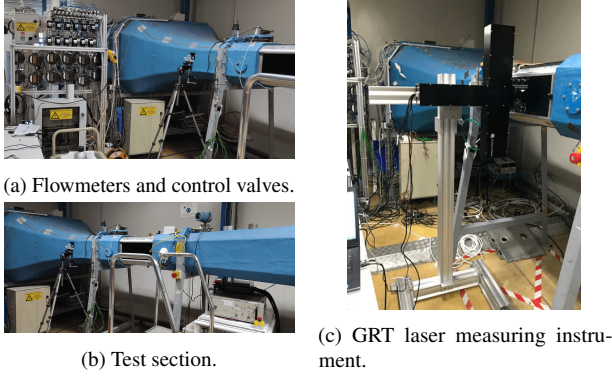 (a) Flowmeters and control valves.
(b) Test section.
(c) GRT laser measuring instru-
ment.